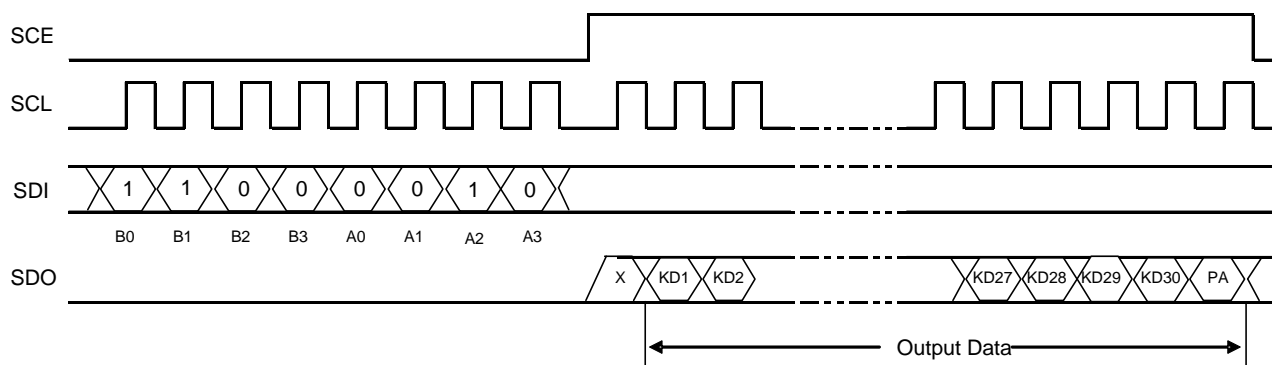 SCE
SCL
SDI 1 1 0 0 0 0 1 0
B0 B1 B2 B3 A0 A1 A2 A3
SDO X KD1 KD2 KD27 KD28 KD29 KD30 PA
Output Data